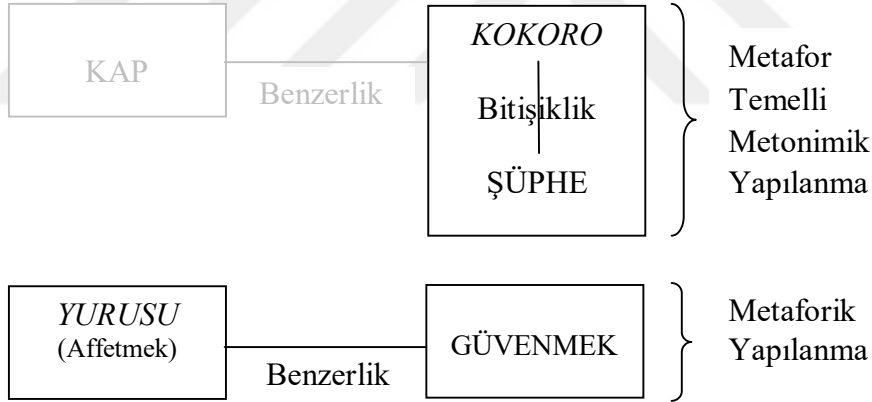 KAP
Benzerlik
KOKORO
Bitişiklik
ŞÜPHE
Metafor
Temelli
Metonimik
Yapılanma
YURUSU
(Affetmek)
Benzerlik
GÜVENMEK
Metaforik
Yapılanma